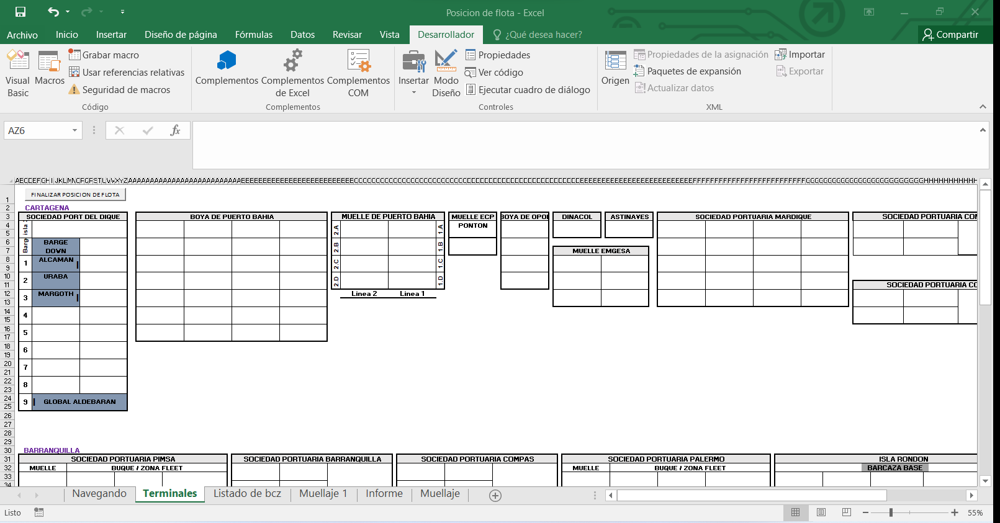 Posicion de flota - Excel
Archivo Inicio Insertar Diseño de página Fórmulas Datos Revisar Vista Desarrollador ¿Qué desea hacer? Compartir
Visual Basic
Macros
Grabar macro
Usar referencias relativas
Seguridad de macros
Código
Complementos
Complementos de Excel
Complementos COM
Complementos
Insertar
Modo Diseño
Propiedades
Ver código
Ejecutar cuadro de diálogo
Controles
Origen
Propiedades de la asignación
Paquetes de expansión
Actualizar datos
Importar
Exportar
XML
AZ6
fx
FINALIZAR POSICION DE FLOTA
CARTAGENA
SOCIEDAD PORT DEL DIQUE
BOYA DE PUERTO BAHIA
MUELLE DE PUERTO BAHIA
MUELLE ECP
BOYA DE OPO
DINACOL
ASTINAVES
SOCIEDAD PORTUARIA MARDIQUE
SOCIEDAD PORTUARIA CO
PONTON
2.A 1.A
2.B 1.B
2.C 1.C
2.D 1.D
Linea 2 Linea 1
MUELLE EMGESA
SOCIEDAD PORTUARIA CO
Barg isla
BARGE DOWN
1 ALCAMAN
2 URABA
3 MARGOTH
4
5
6
7
8
9 GLOBAL ALDEBARAN
BARRANQUILLA
SOCIEDAD PORTUARIA PIMSA
SOCIEDAD PORTUARIA BARRANQUILLA
SOCIEDAD PORTUARIA COMPAS
SOCIEDAD PORTUARIA PALERMO
ISLA RONDON
MUELLE BUQUE / ZONA FLEET
MUELLE BUQUE / ZONA FLEET
BARCAZA BASE
1
2
3
4
5
6
7
8
9
10
11
12
13
14
15
16
17
18
19
20
21
22
23
24
25
26
27
28
29
30
31
32
33
34
Navegando Terminales Listado de bcz Muellaje 1 Informe Muellaje
Listo
55%